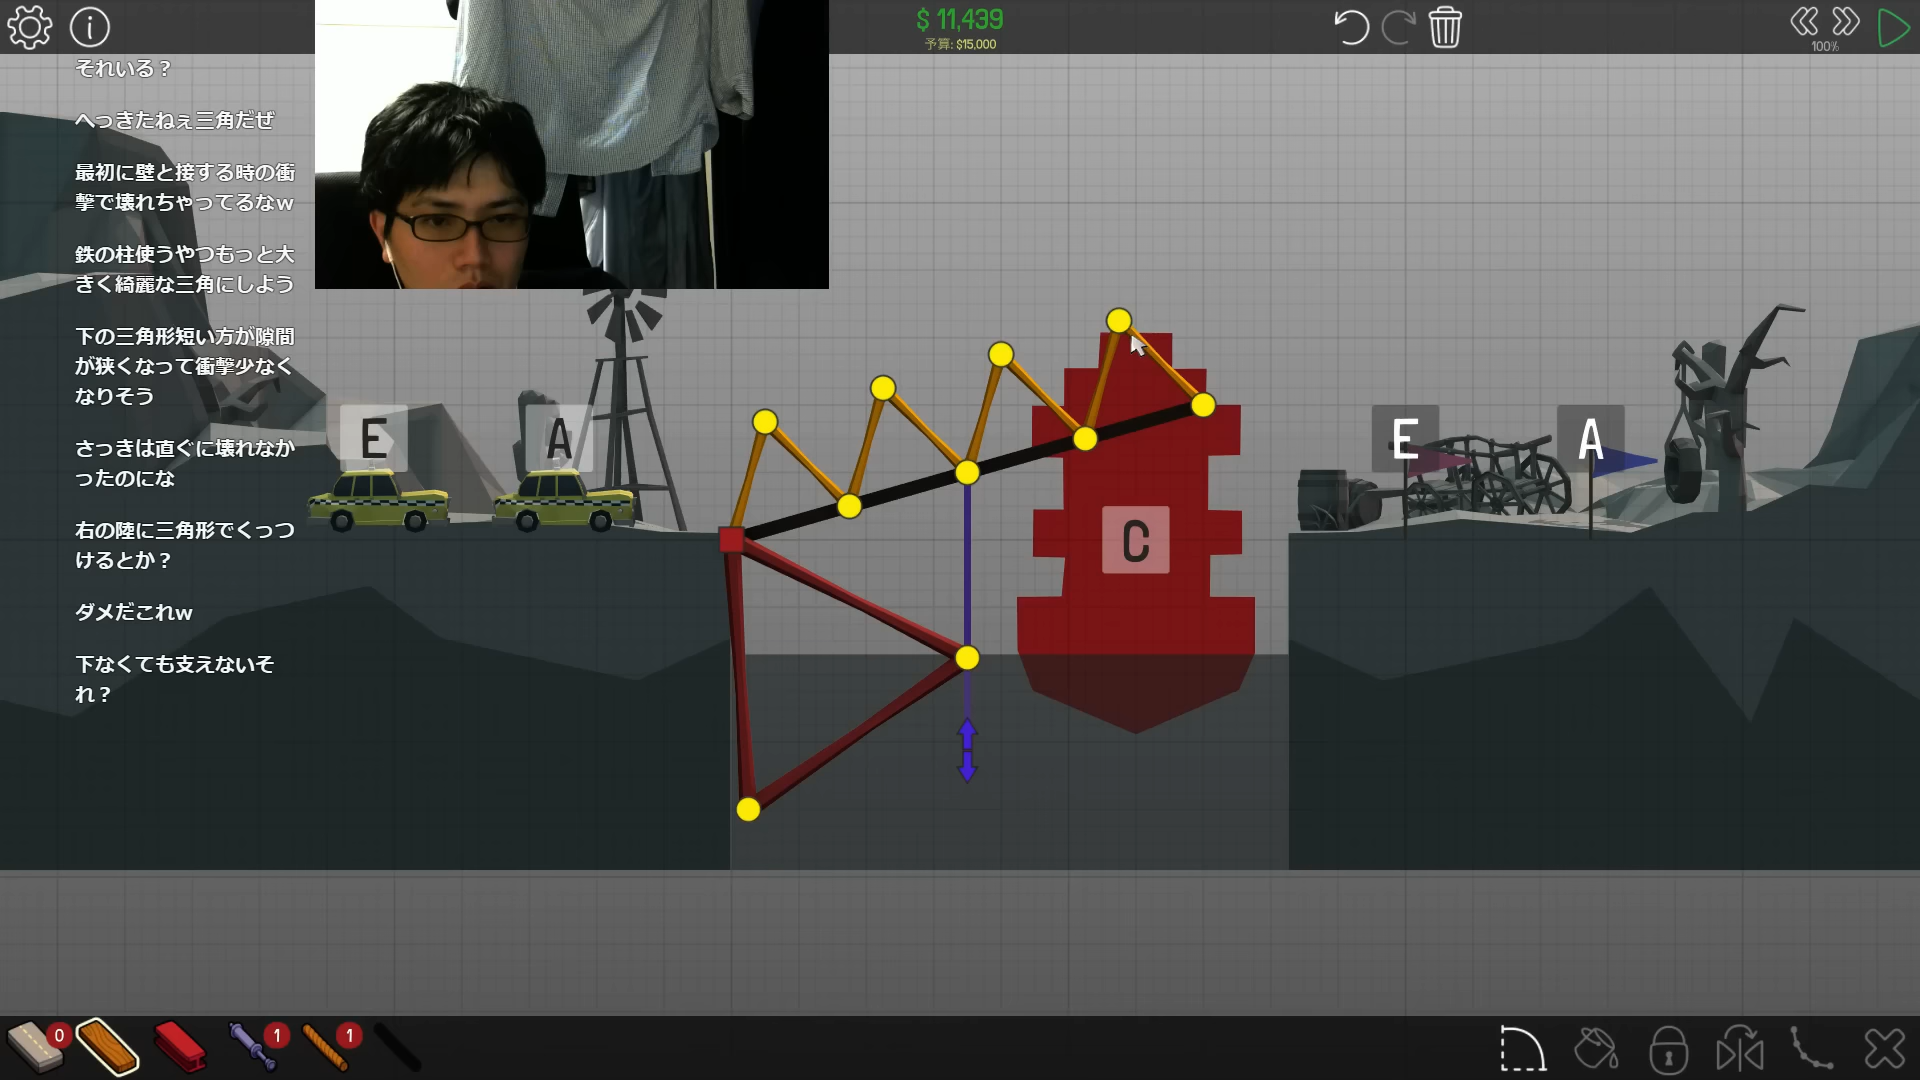 $ 11,439
予算: $15,000
100%
それいる？
へっきたねぇ三角だぜ
最初に壁と接する時の衝
撃で壊れちゃってるなw
鉄の柱使うやつもっと大
きく綺麗な三角にしよう
下の三角形短い方が隙間
が狭くなって衝撃少なく
なりそう
さっきは直ぐに壊れなか
ったのにな
右の陸に三角形でくっつ
けるとか？
ダメだこれw
下なくても支えないそ
れ？
E
A
C
E
A
0
1
1